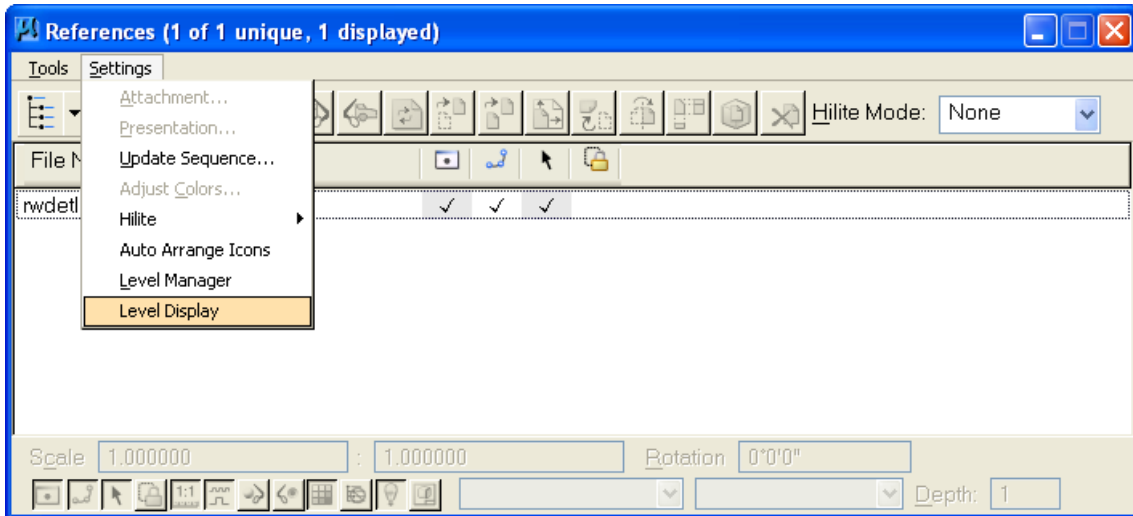 References (1 of 1 unique, 1 displayed)
Tools Settings
Attachment...
Presentation...
Update Sequence...
Adjust Colors...
Hilite
Auto Arrange Icons
Level Manager
Level Display
Hilite Mode: None
File N
rwdetl
Scale 1.000000 : 1.000000 Rotation 0°0'0"
1:1 Depth: 1